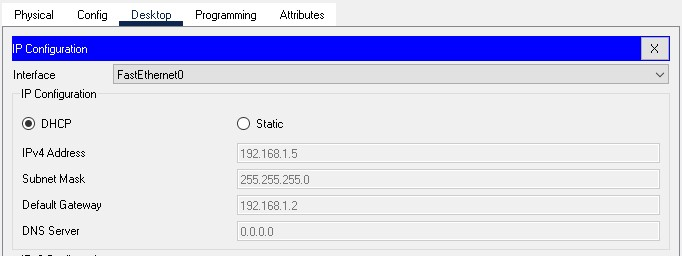 Physical Config Desktop Programming Attributes
IP Configuration X
Interface FastEthernet0
IP Configuration
DHCP Static
IPv4 Address 192.168.1.5
Subnet Mask 255.255.255.0
Default Gateway 192.168.1.2
DNS Server 0.0.0.0